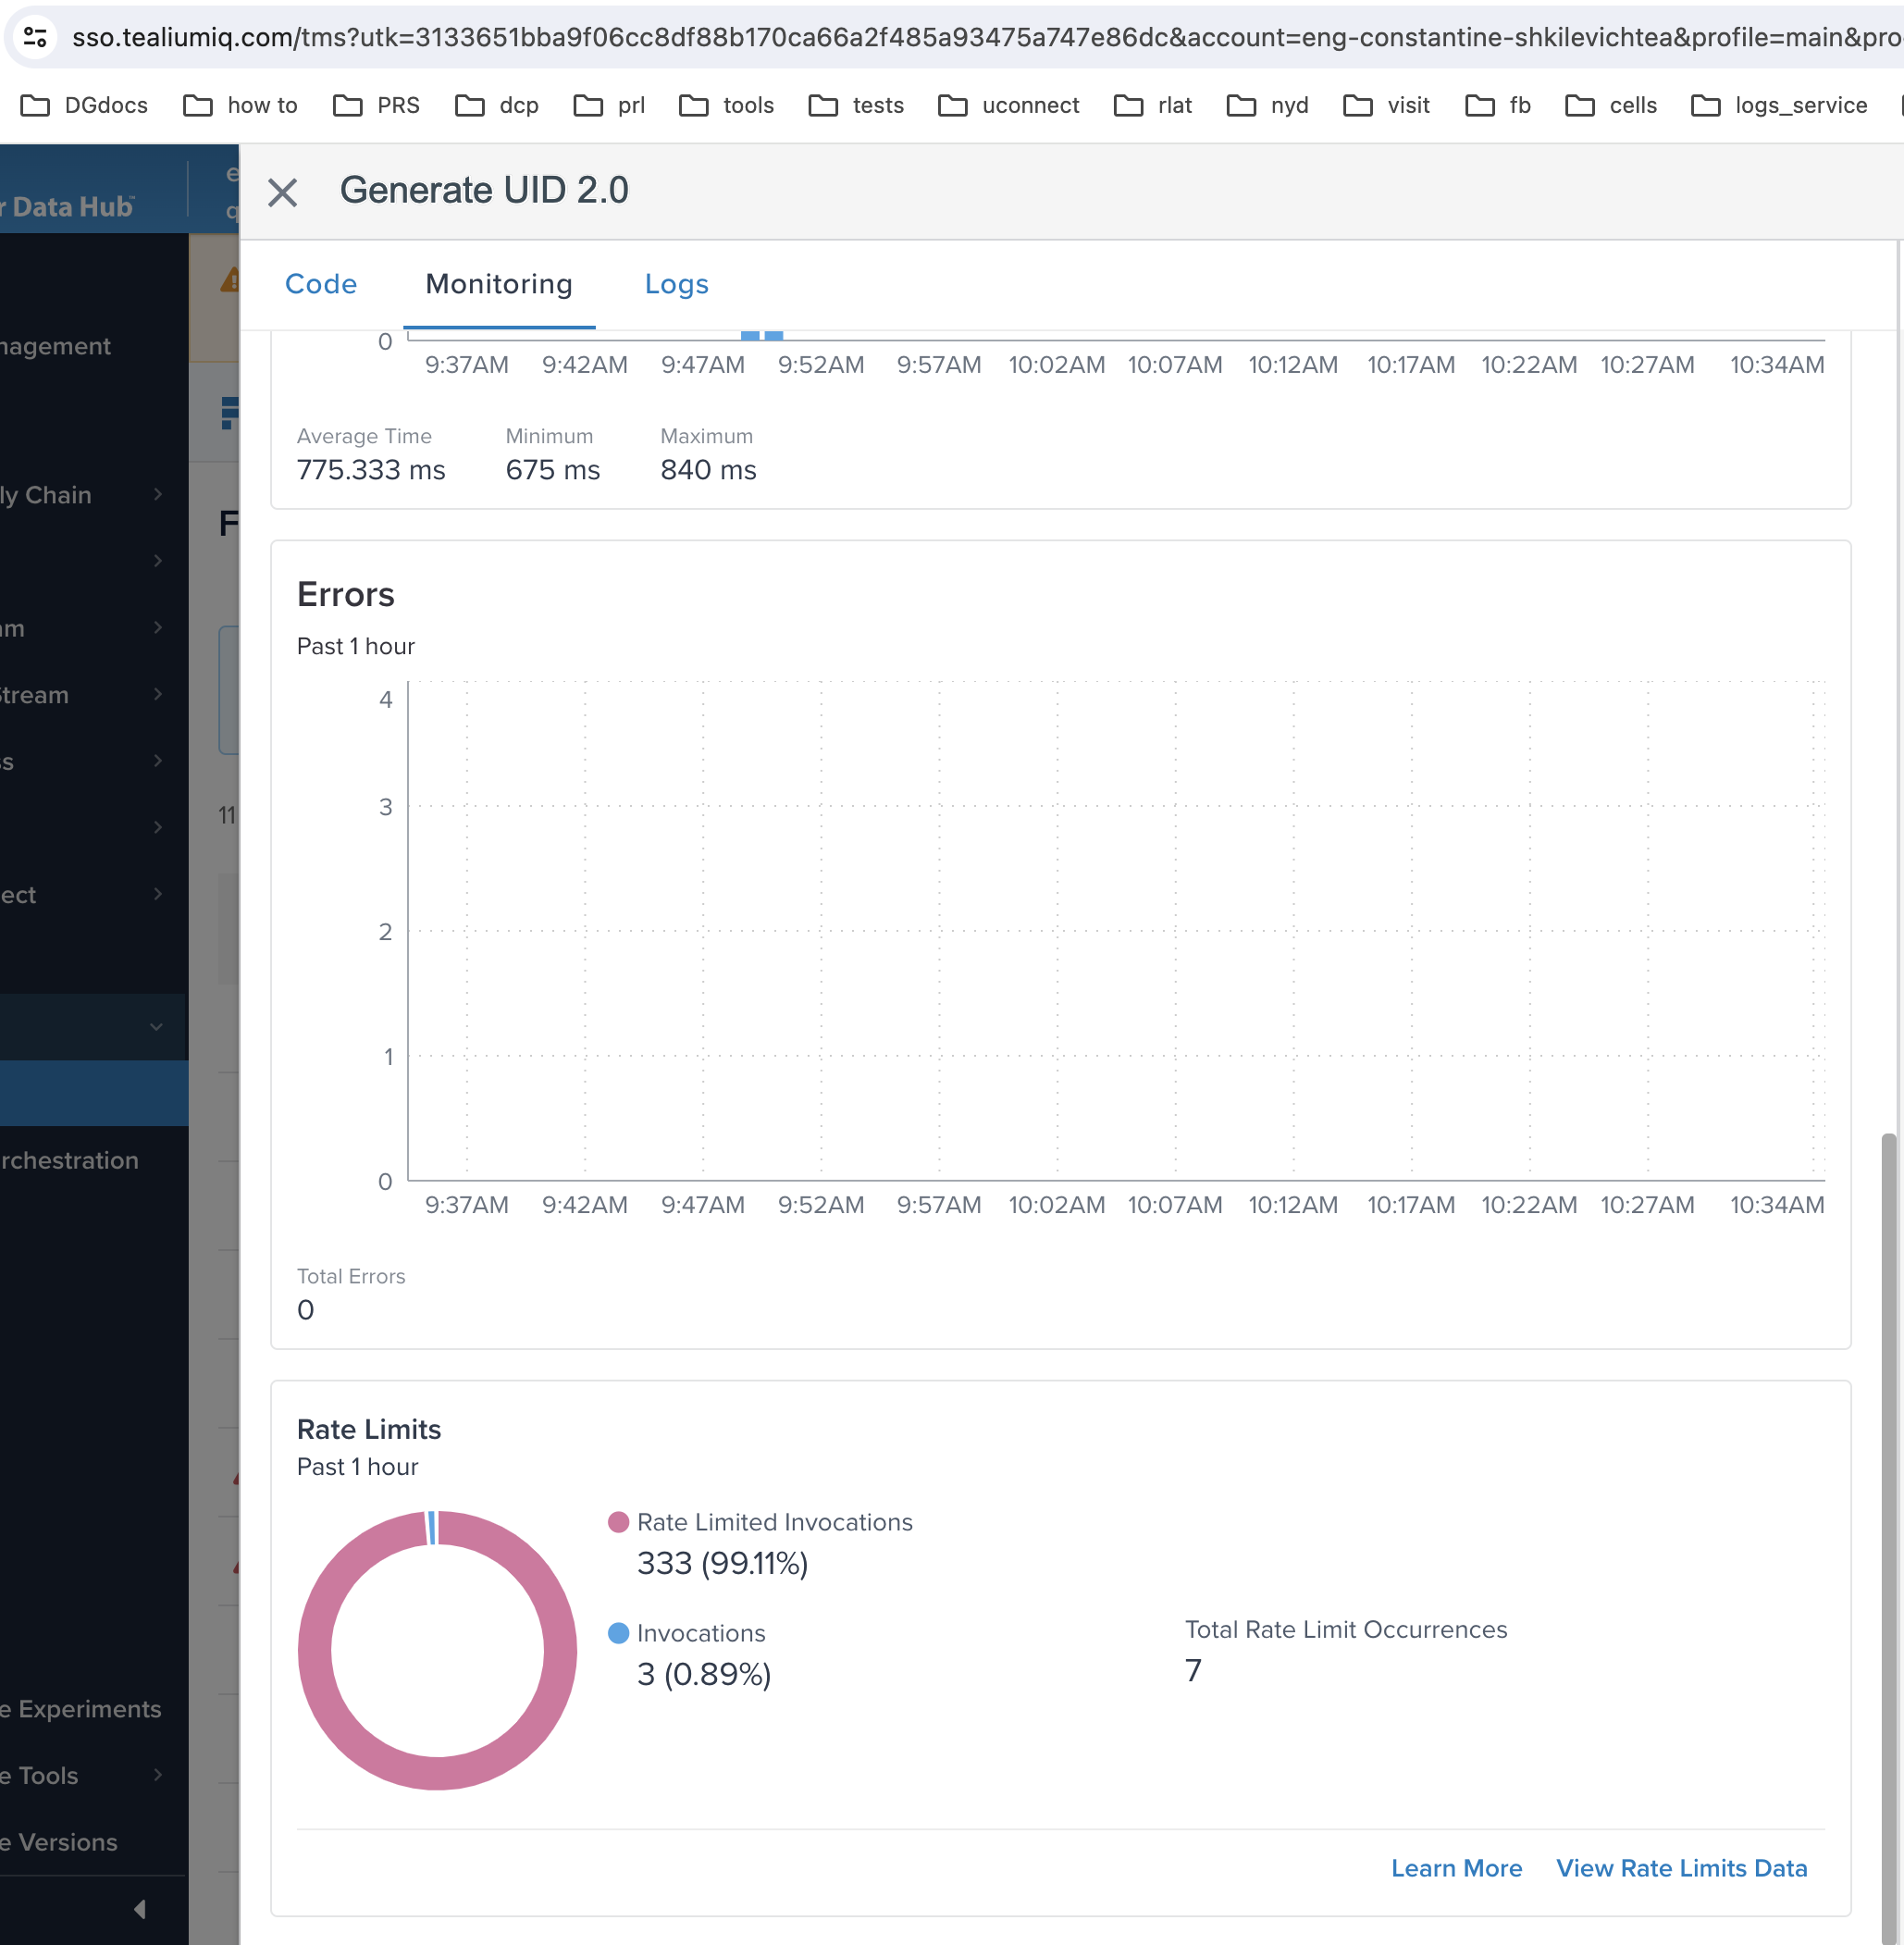 sso.tealiumiq.com/tms?utk=3133651bba9f06cc8df88b170ca66a2f485a93475a747e86dc&account=eng-constantine-shkilevichtea&profile=main&pro
DGdocs how to PRS dcp prl tools tests uconnect rlat nyd visit fb cells logs_service
r Data Hub™
Generate UID 2.0
Code Monitoring Logs
0
9:37AM 9:42AM 9:47AM 9:52AM 9:57AM 10:02AM 10:07AM 10:12AM 10:17AM 10:22AM 10:27AM 10:34AM
Average Time Minimum Maximum
775.333 ms 675 ms 840 ms
Errors
Past 1 hour
4
3
2
1
0
9:37AM 9:42AM 9:47AM 9:52AM 9:57AM 10:02AM 10:07AM 10:12AM 10:17AM 10:22AM 10:27AM 10:34AM
Total Errors
0
Rate Limits
Past 1 hour
Rate Limited Invocations
333 (99.11%)
Invocations
3 (0.89%)
Total Rate Limit Occurrences
7
Learn More View Rate Limits Data
nagement
ly Chain
am
Stream
s
ect
rchestration
e Experiments
e Tools
e Versions
11